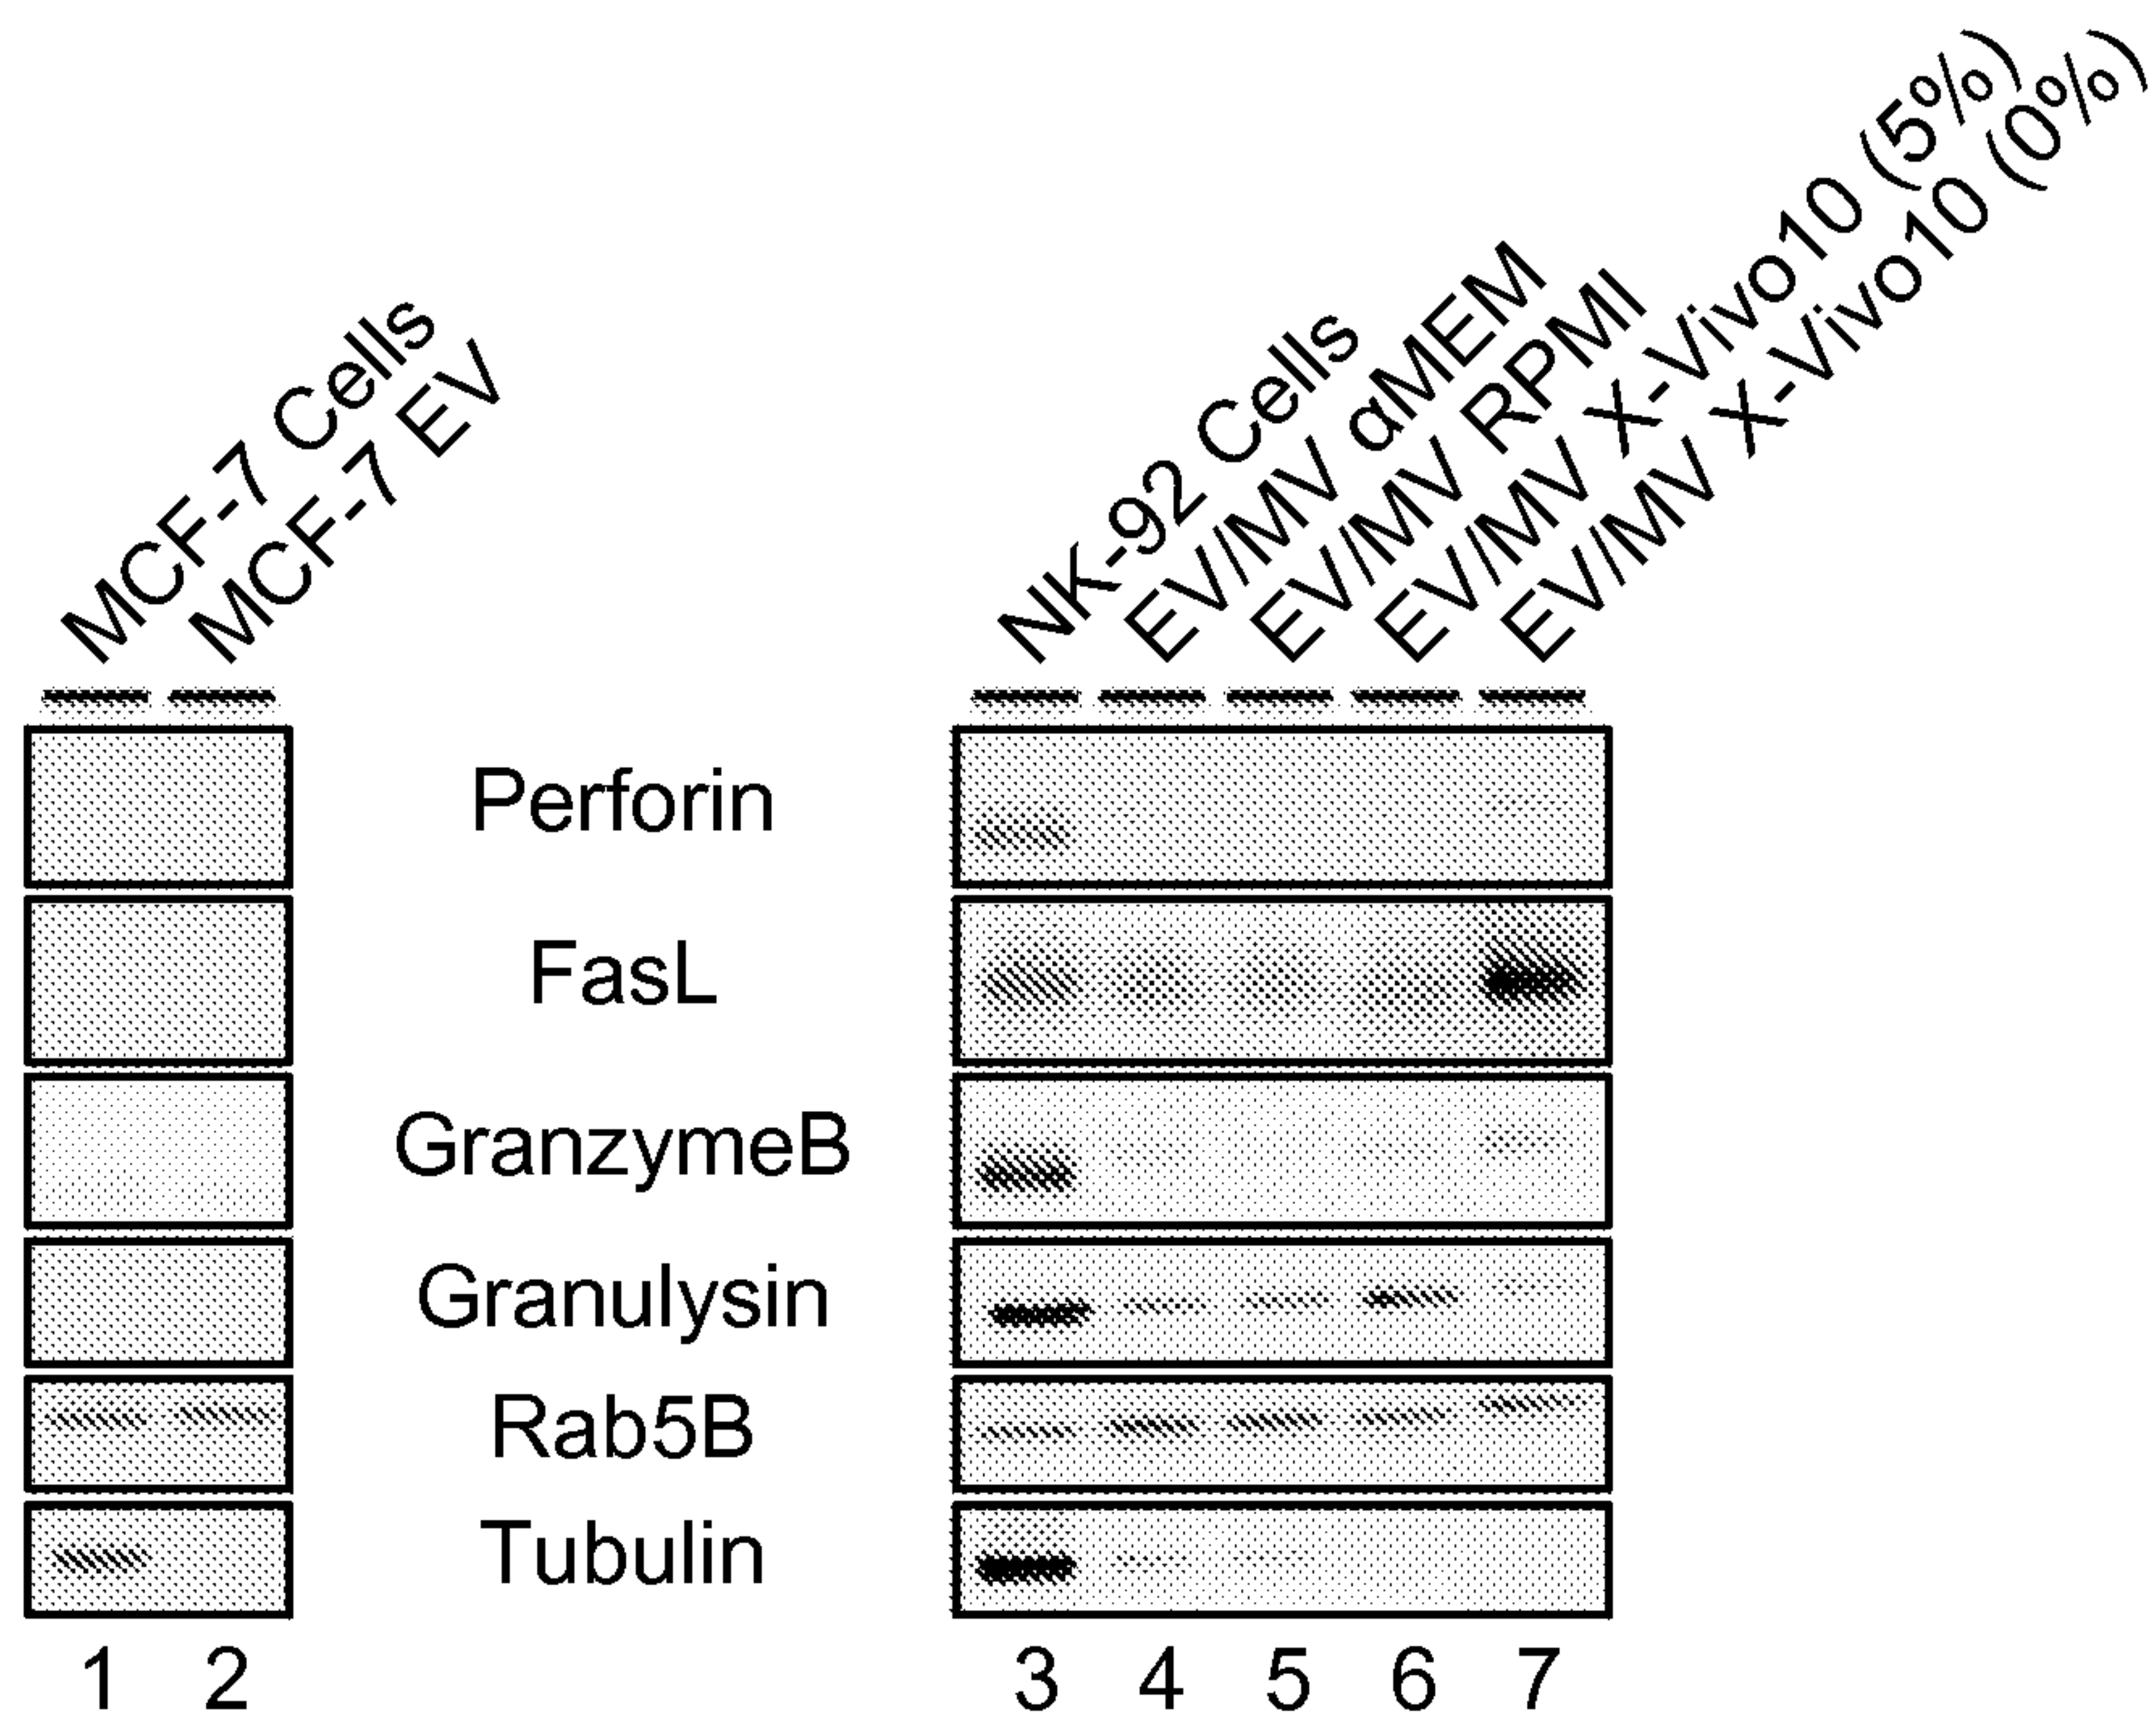 MCF-7 Cells
MCF-7 EV
NK-92 Cells
EV/MV αMEM
EV/MV RPMI
EV/MV X-Vivo10 (5%)
EV/MV X-Vivo10 (0%)
Perforin
FasL
GranzymeB
Granulysin
Rab5B
Tubulin
1 2 3 4 5 6 7